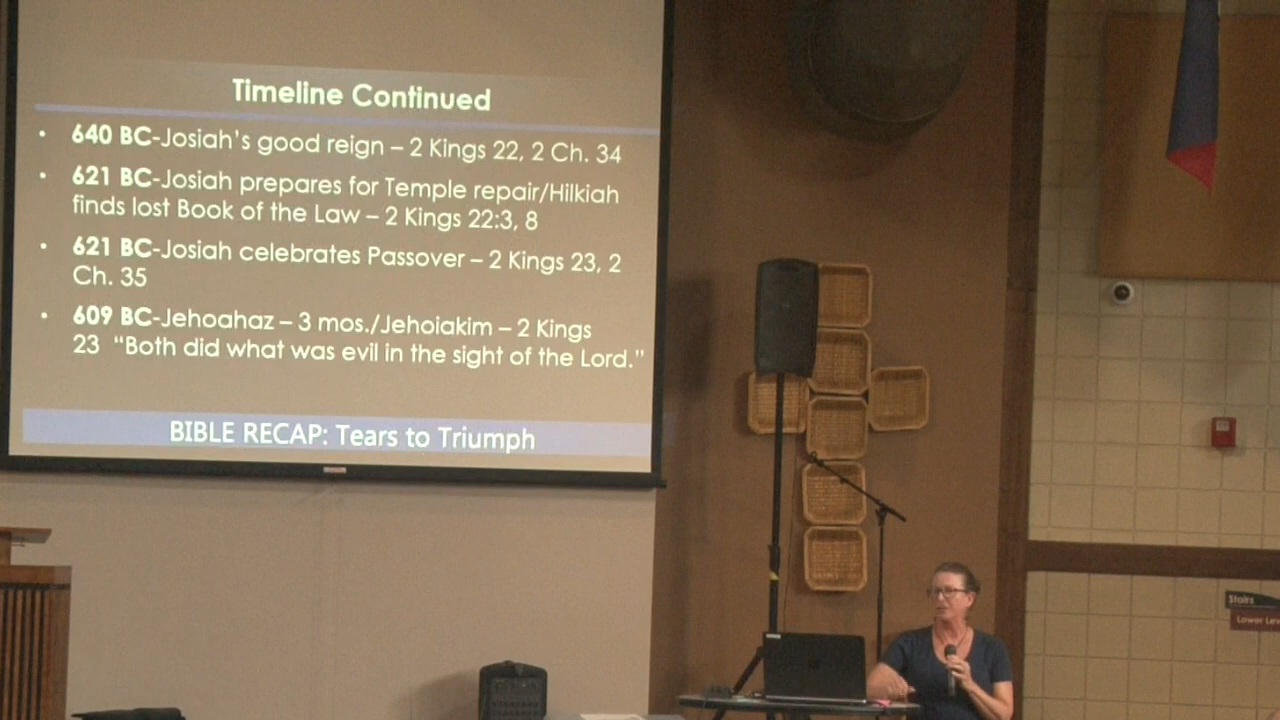 Timeline Continued
• 640 BC-Josiah's good reign – 2 Kings 22, 2 Ch. 34
• 621 BC-Josiah prepares for Temple repair/Hilkiah
finds lost Book of the Law – 2 Kings 22:3, 8
• 621 BC-Josiah celebrates Passover – 2 Kings 23, 2
Ch. 35
• 609 BC-Jehoahaz – 3 mos./Jehoiakim – 2 Kings
23 “Both did what was evil in the sight of the Lord.”
BIBLE RECAP: Tears to Triumph
Stairs
Lower Lev